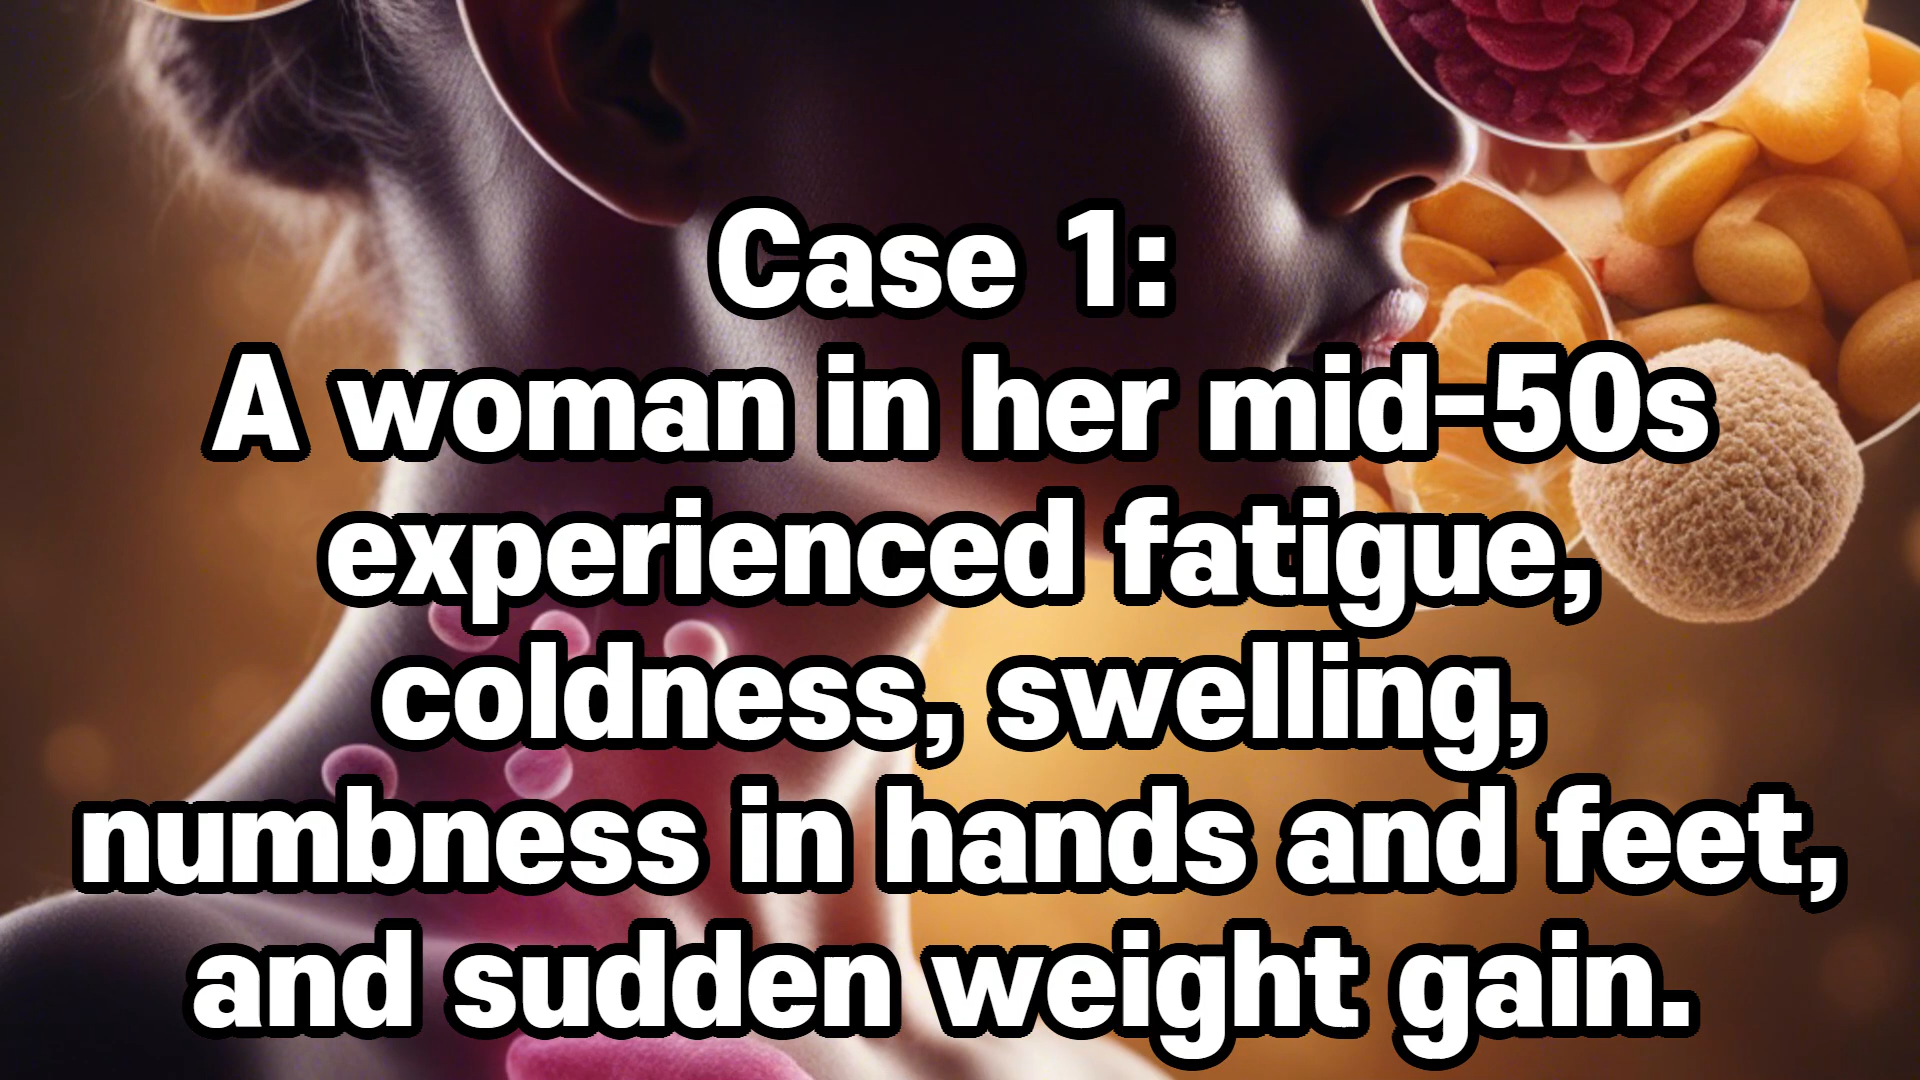 Case 1:
A woman in her mid-50s
experienced fatigue,
coldness, swelling,
numbness in hands and feet,
and sudden weight gain.